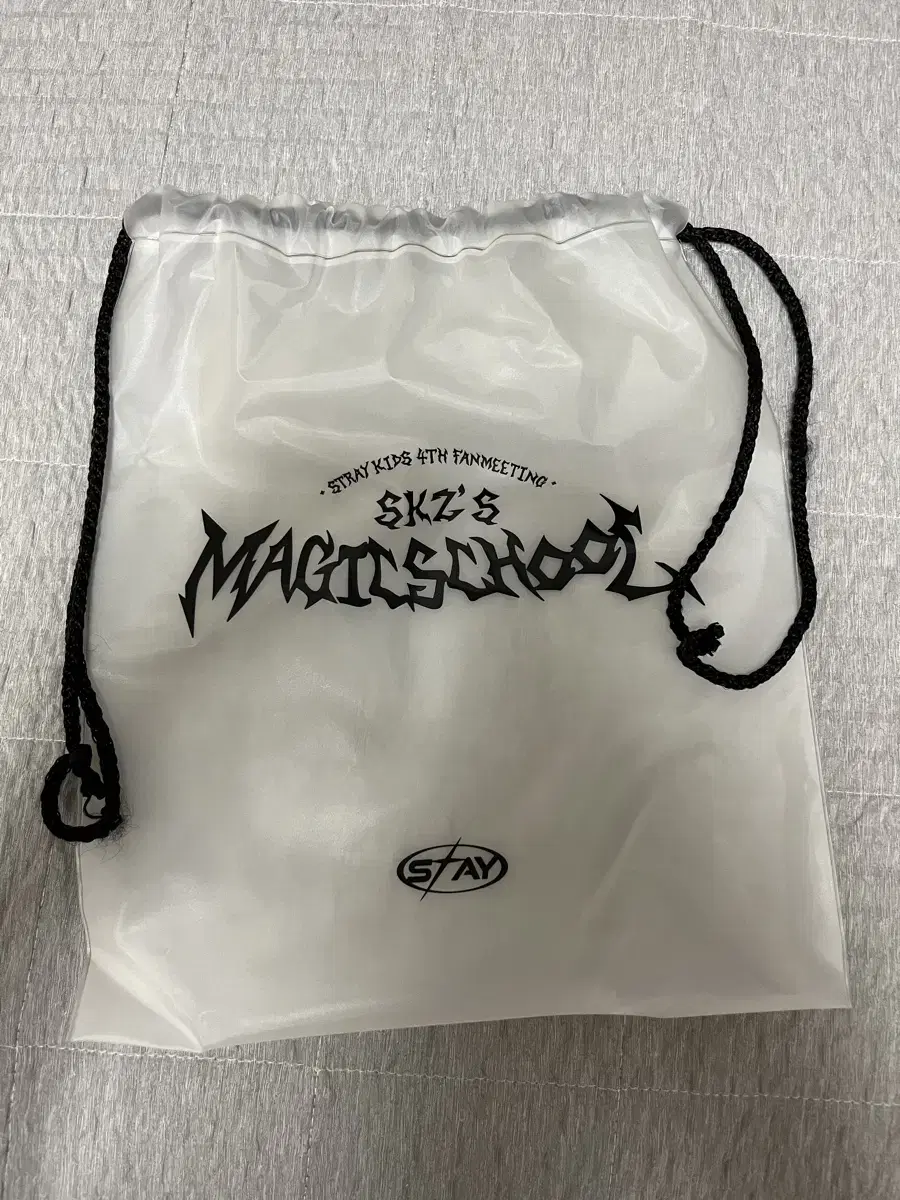 · STRAY KIDS 4TH FANMEETING ·
SKZ'S
MAGICSCHOOL
STAY